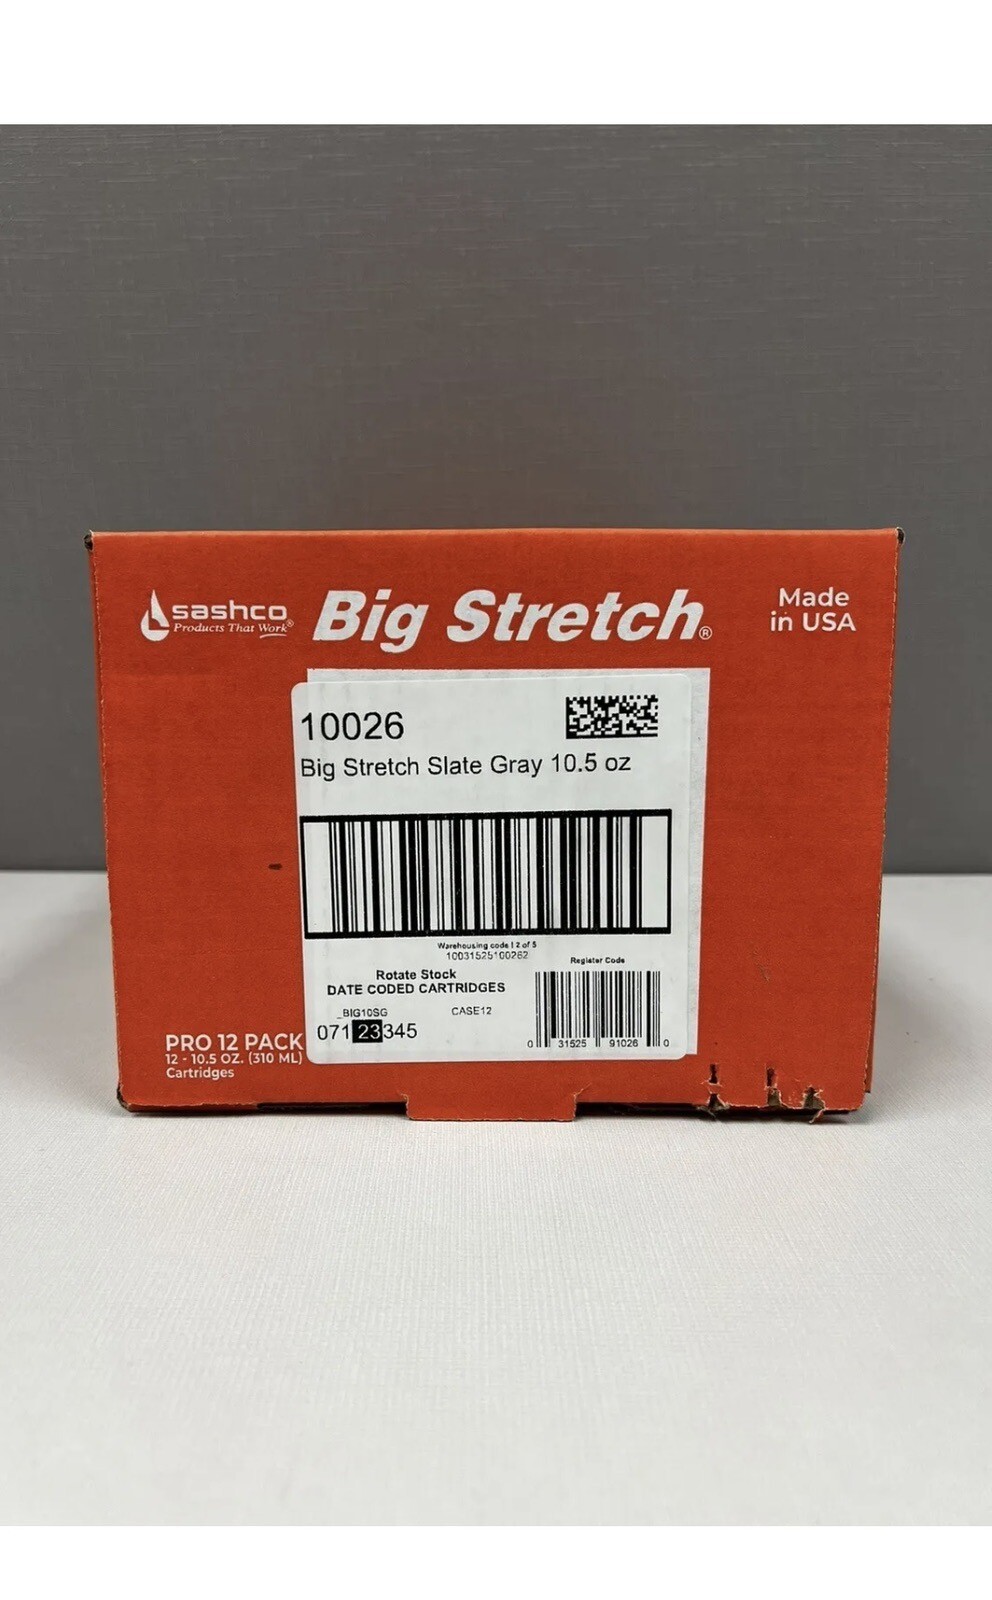 sashco
Products That Work®
Big Stretch®
Made
in USA
10026
Big Stretch Slate Gray 10.5 oz
Warehousing code I 2 of 5
10031525100262
Register Code
Rotate Stock
DATE CODED CARTRIDGES
_BIG10SG CASE12
07123345
0 31525 91026 0
PRO 12 PACK
12 - 10.5 OZ. (310 ML)
Cartridges